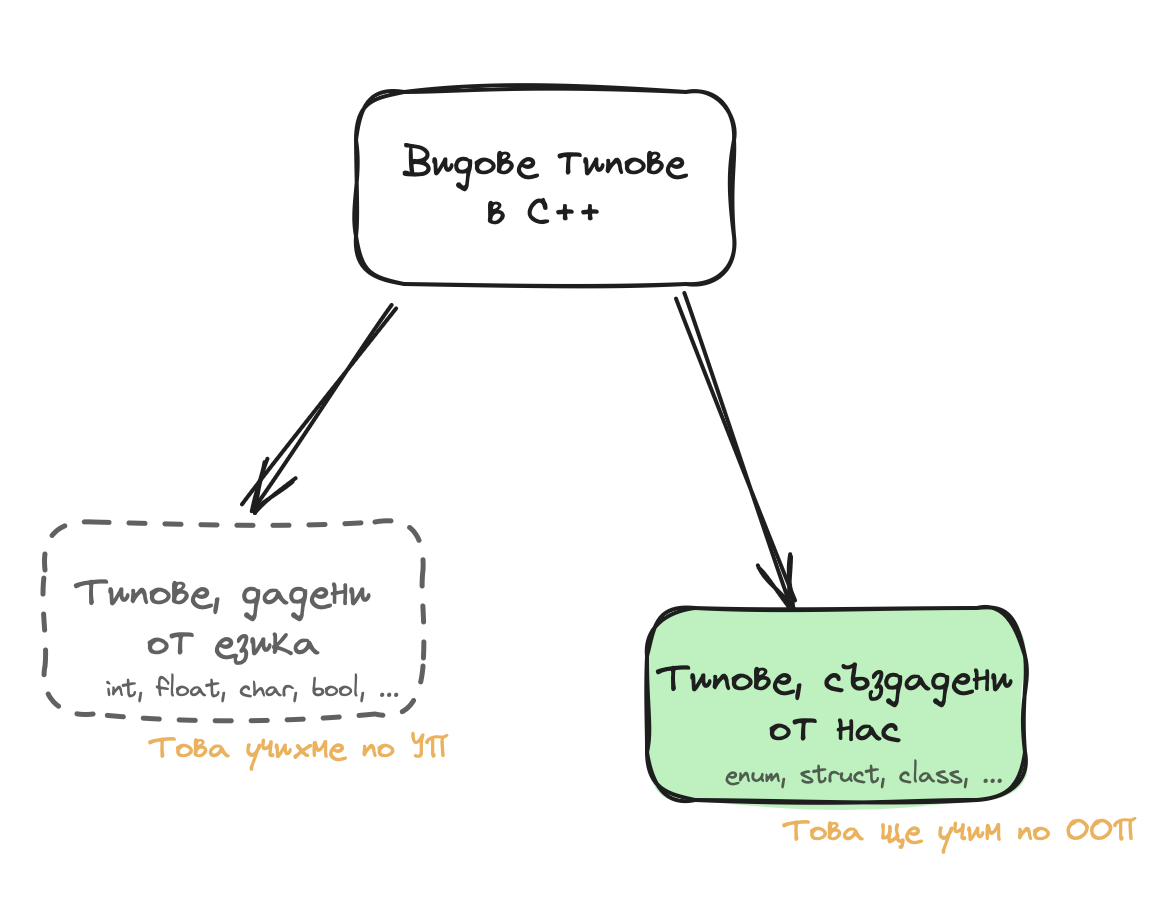 Видове типове
в C++
Типове, дадени
от езика
int, float, char, bool, ...
Това учихме по УП
Типове, създадени
от нас
enum, struct, class, ...
Това ще учим по ООП